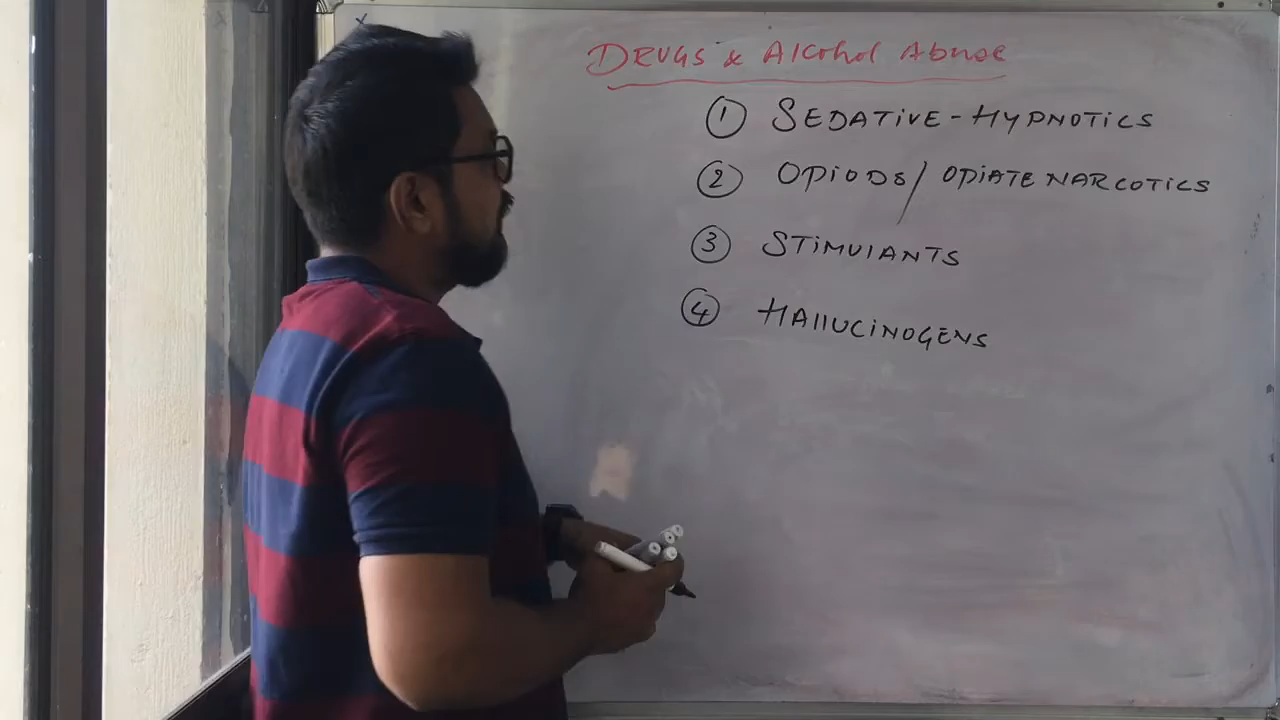 DRUGS & Alcohol Abuse
① SEDATIVE-HYPNOTICS
② OPiODS/OPiATE NARCOTiCS
③ STiMUlANTS
④ HAllUCiNOGENS